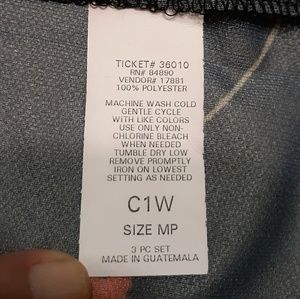 TICKET# 36010
RN# 84890
VENDOR# 17881
100% POLYESTER
MACHINE WASH COLD
GENTLE CYCLE
WITH LIKE COLORS
USE ONLY NON-
CHLORINE BLEACH
WHEN NEEDED
TUMBLE DRY LOW
REMOVE PROMPTLY
IRON ON LOWEST
SETTING AS NEEDED
C1W
SIZE MP
3 PC SET
MADE IN GUATEMALA